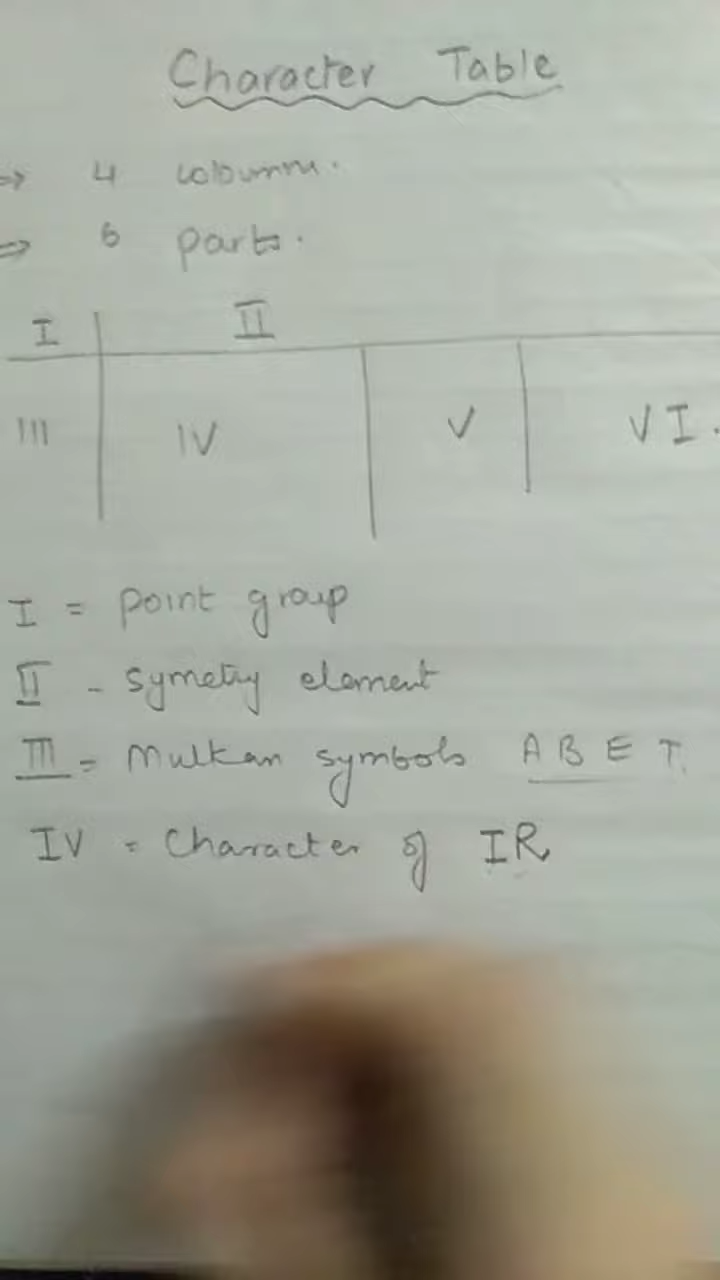 Character Table
⇒ 4 coloumn.
⇒ 6 parts.
I II
III IV V VI.
I = point group
II - symetry element
III = Mulkan symbols A B E T
IV = Character of IR